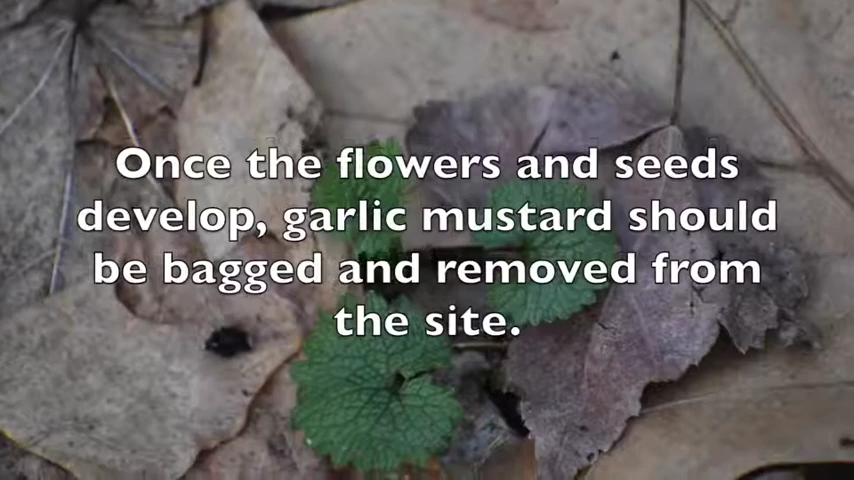 Once the flowers and seeds
develop, garlic mustard should
be bagged and removed from
the site.